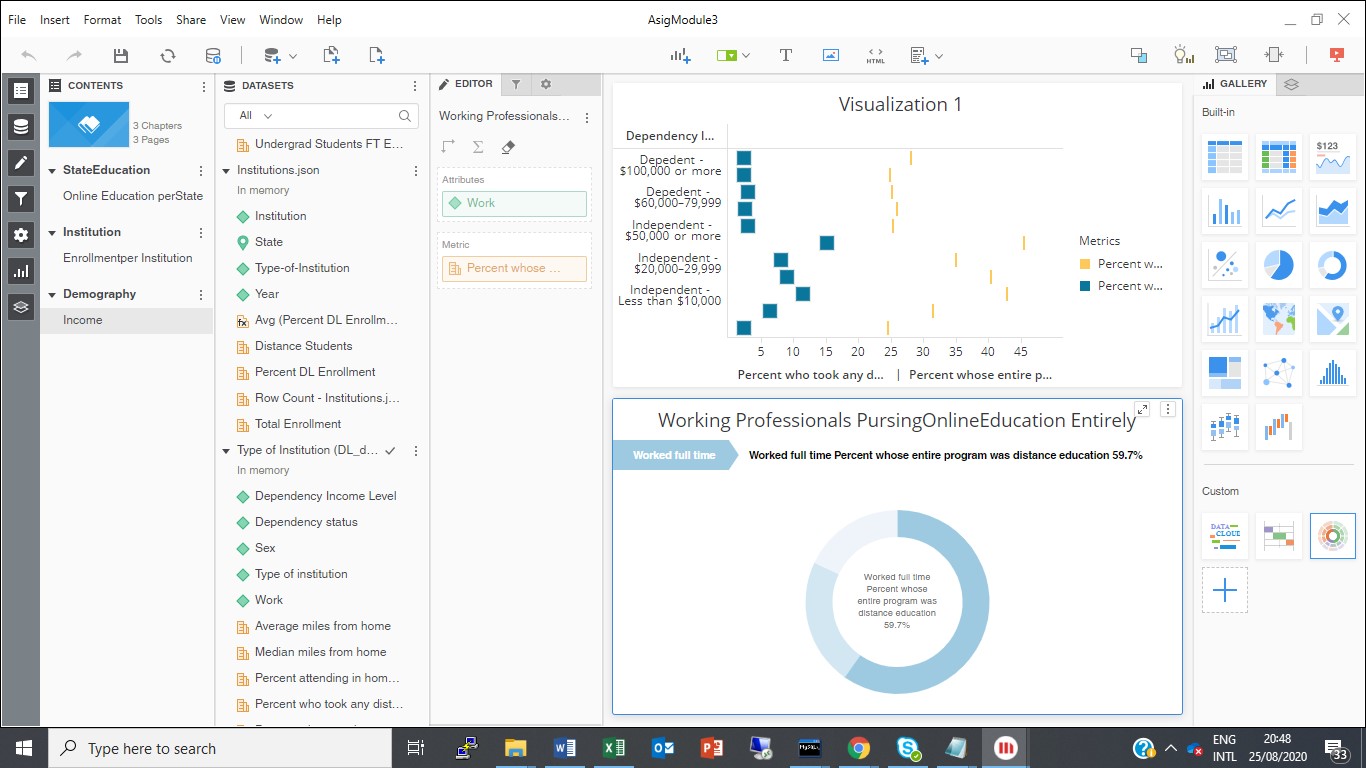 File Insert Format Tools Share View Window Help
AsigModule3
HTML
CONTENTS
3 Chapters
3 Pages
StateEducation
Online Education perState
Institution
Enrollmentper Institution
Demography
Income
DATASETS
All
Undergrad Students FT E...
Institutions.json
In memory
Institution
State
Type-of-Institution
Year
fx Avg (Percent DL Enrollm...
Distance Students
Percent DL Enrollment
Row Count - Institutions.j...
Total Enrollment
Type of Institution (DL_d...
In memory
Dependency Income Level
Dependency status
Sex
Type of institution
Work
Average miles from home
Median miles from home
Percent attending in hom...
Percent who took any dist...
EDITOR
Working Professionals...
Attributes
Work
Metric
Percent whose ...
Visualization 1
Dependency I...
Depedent -
$100,000 or more
Depedent -
$60,000–79,999
Independent -
$50,000 or more
Independent -
$20,000–29,999
Independent -
Less than $10,000
5 10 15 20 25 30 35 40 45
Percent who took any d... | Percent whose entire p...
Metrics
Percent w...
Percent w...
Working Professionals PursingOnlineEducation Entirely
Worked full time
Worked full time Percent whose entire program was distance education 59.7%
Worked full time
Percent whose
entire program was
distance education
59.7%
GALLERY
Built-in
$123
Custom
DATA
CLOUD
Type here to search
MySQL
ENG
INTL
20:48
25/08/2020
33